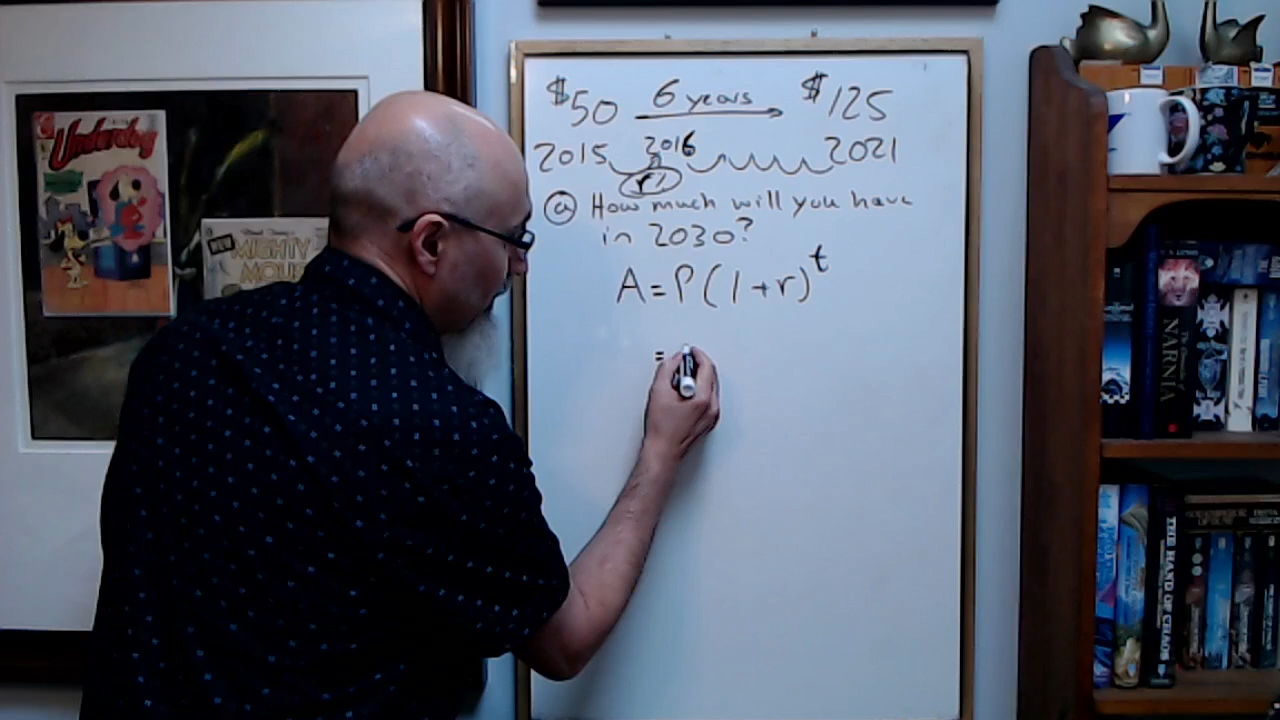 $50 6 years $125
2015 2016 2021
r
ⓐ How much will you have
in 2030?
A=P(1+r)^t
=
Underdog
NEW
MIGHTY
MOUSE
NARNIA
THE HAND OF CHAOS